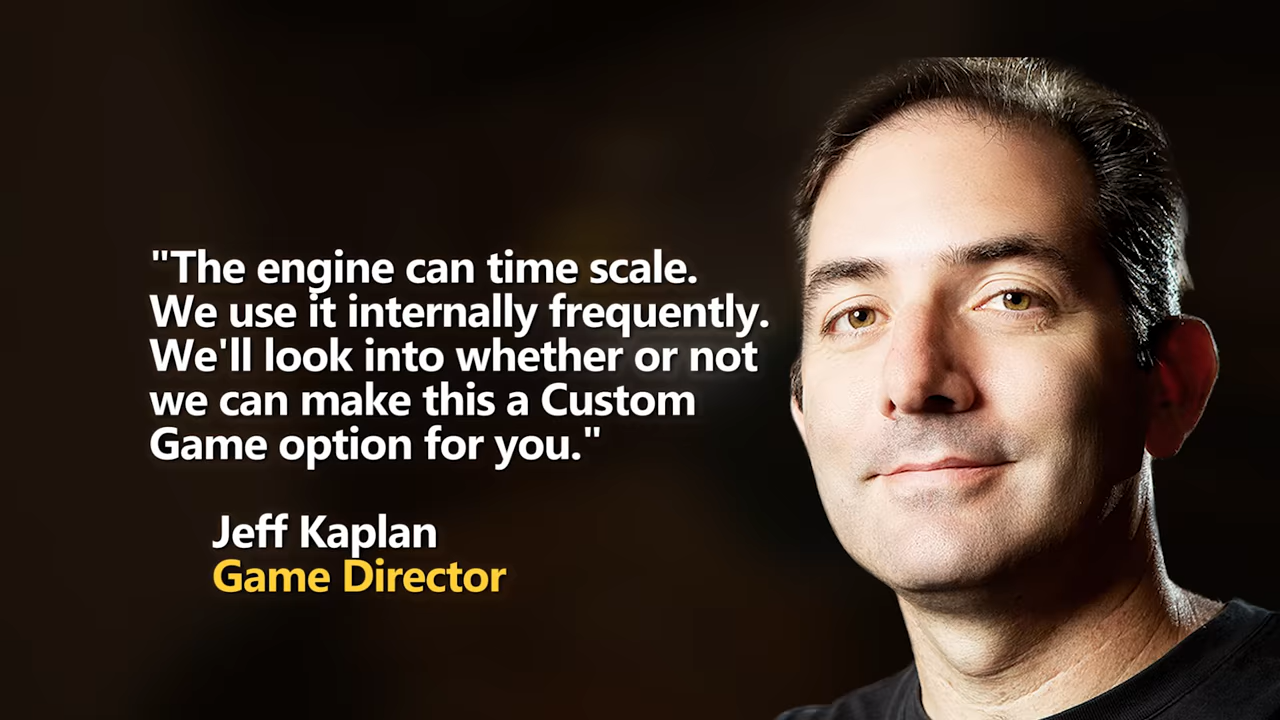 "The engine can time scale.
We use it internally frequently.
We'll look into whether or not
we can make this a Custom
Game option for you."
Jeff Kaplan
Game Director